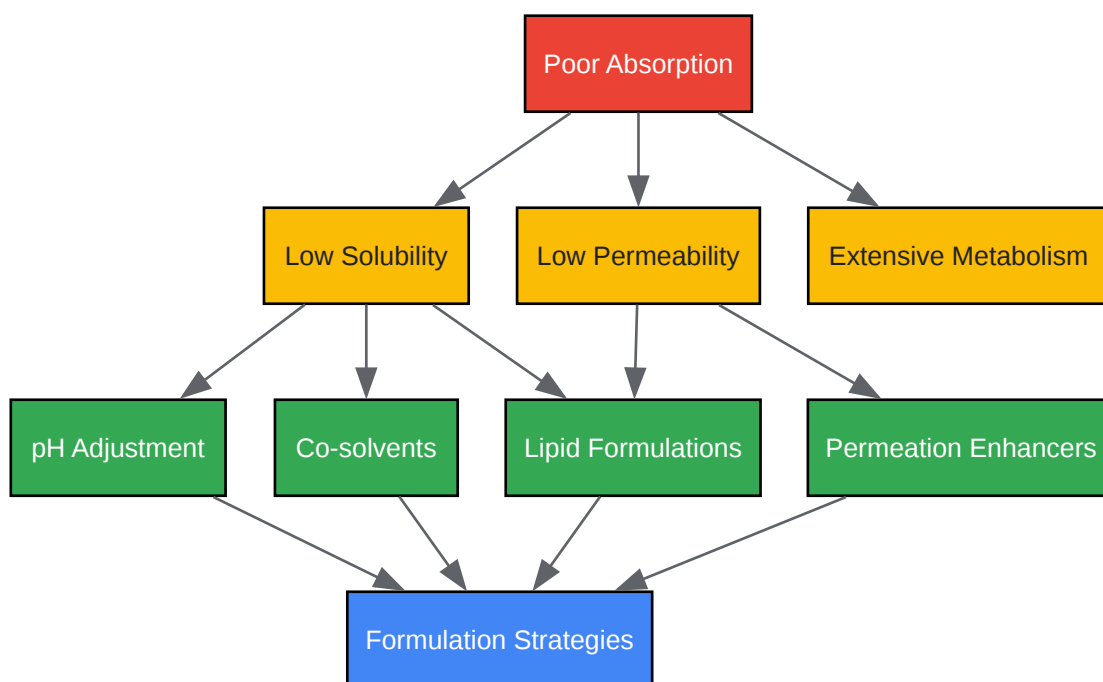 Poor Absorption
Low Solubility
Low Permeability
Extensive Metabolism
pH Adjustment
Co-solvents
Lipid Formulations
Permeation Enhancers
Formulation Strategies